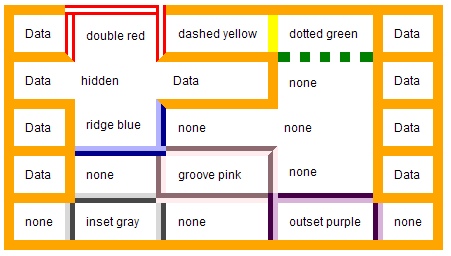 Data double red dashed yellow dotted green Data
Data hidden Data none Data
Data ridge blue none none Data
Data none groove pink none Data
none inset gray none outset purple none